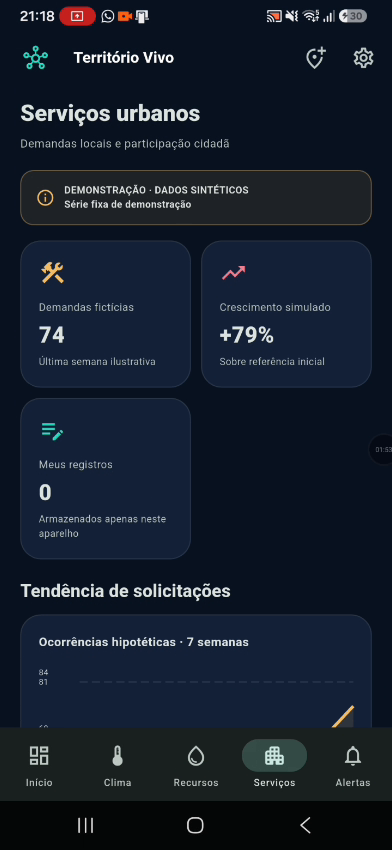 21:18
30
Território Vivo
Serviços urbanos
Demandas locais e participação cidadã
DEMONSTRAÇÃO · DADOS SINTÉTICOS
Série fixa de demonstração
Demandas fictícias
74
Última semana ilustrativa
Crescimento simulado
+79%
Sobre referência inicial
01:53
Meus registros
0
Armazenados apenas neste
aparelho
Tendência de solicitações
Ocorrências hipotéticas · 7 semanas
84
81
Início
Clima
Recursos
Serviços
Alertas